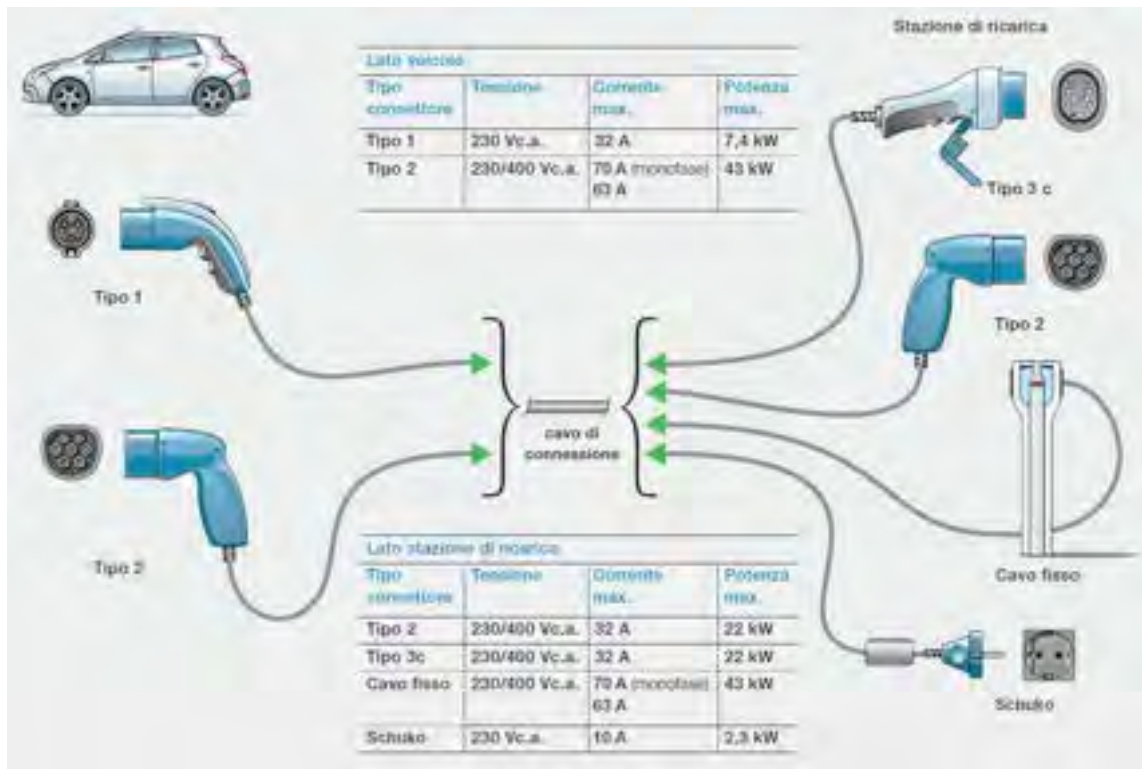 Stazione di ricarica
Lato veicolo
Tipo connettore Tensione Corrente max. Potenza max.
Tipo 1 230 Vc.a. 32 A 7,4 kW
Tipo 2 230/400 Vc.a. 70 A (monofase) 63 A 43 kW
Tipo 3 c
Tipo 1
Tipo 2
cavo di
connessione
Tipo 2
Cavo fisso
Lato stazione di ricarica
Tipo connettore Tensione Corrente max. Potenza max.
Tipo 2 230/400 Vc.a. 32 A 22 kW
Tipo 3c 230/400 Vc.a. 32 A 22 kW
Cavo fisso 230/400 Vc.a. 70 A (monofase) 63 A 43 kW
Schuko 230 Vc.a. 10 A 2,3 kW
Schuko